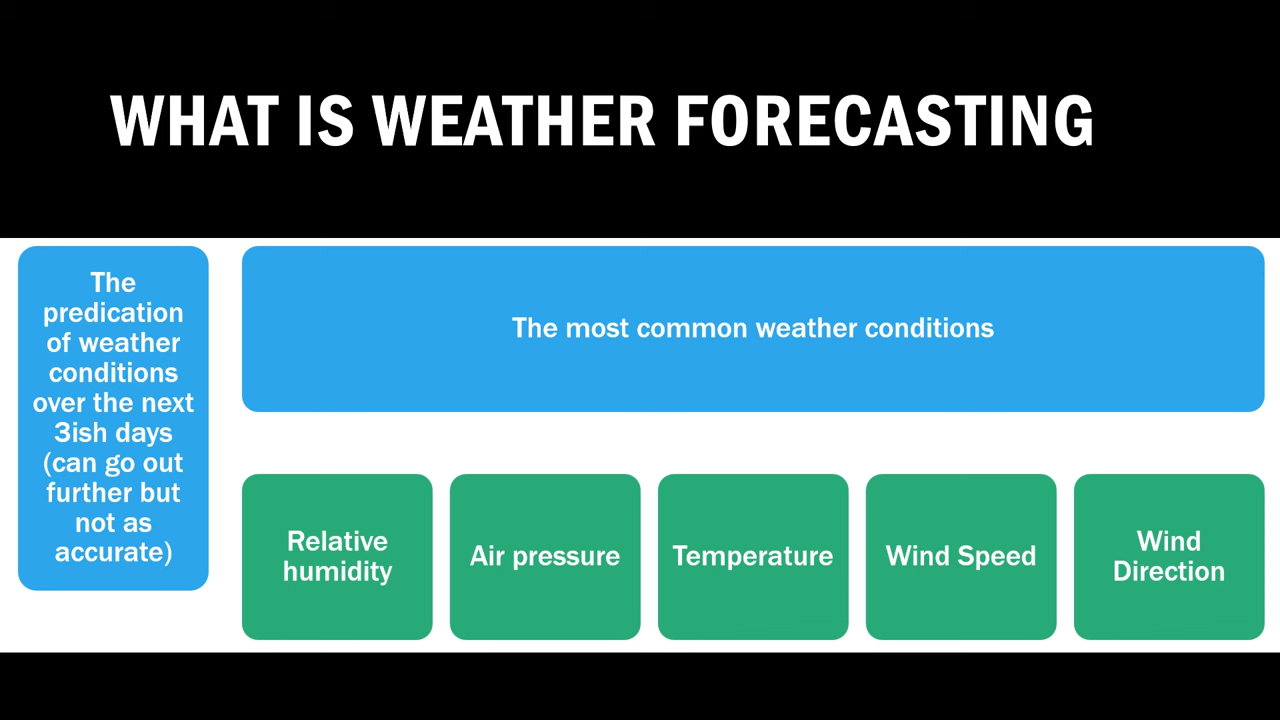 WHAT IS WEATHER FORECASTING
The
predication
of weather
conditions
over the next
3ish days
(can go out
further but
not as
accurate)
The most common weather conditions
Relative
humidity
Air pressure
Temperature
Wind Speed
Wind
Direction